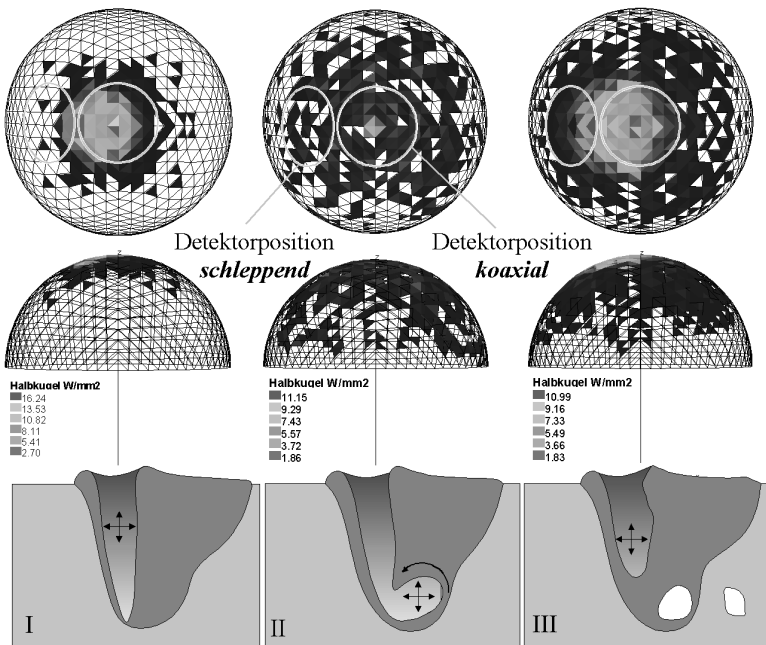 Detektorposition
schleppend
Detektorposition
koaxial
z
z
z
Halbkugel W/mm2
16.24
13.53
10.82
8.11
5.41
2.70
Halbkugel W/mm2
11.15
9.29
7.43
5.57
3.72
1.86
Halbkugel W/mm2
10.99
9.16
7.33
5.49
3.66
1.83
I
II
III